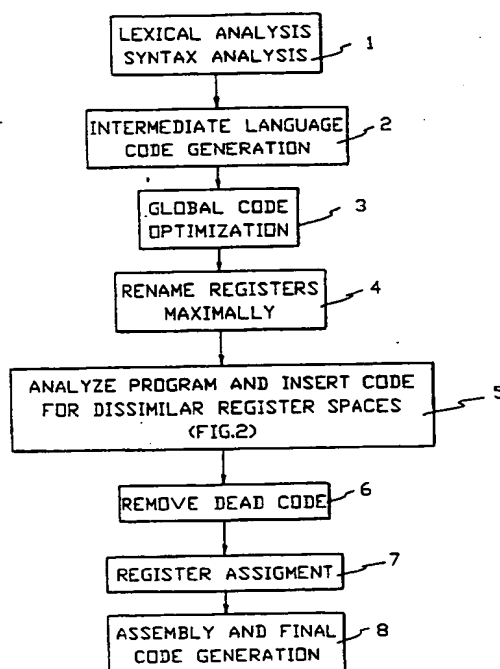 LEXICAL ANALYSIS
SYNTAX ANALYSIS
1
INTERMEDIATE LANGUAGE
CODE GENERATION
2
GLOBAL CODE
OPTIMIZATION
3
RENAME REGISTERS
MAXIMALLY
4
ANALYZE PROGRAM AND INSERT CODE
FOR DISSIMILAR REGISTER SPACES
(FIG.2)
5
REMOVE DEAD CODE
6
REGISTER ASSIGMENT
7
ASSEMBLY AND FINAL
CODE GENERATION
8